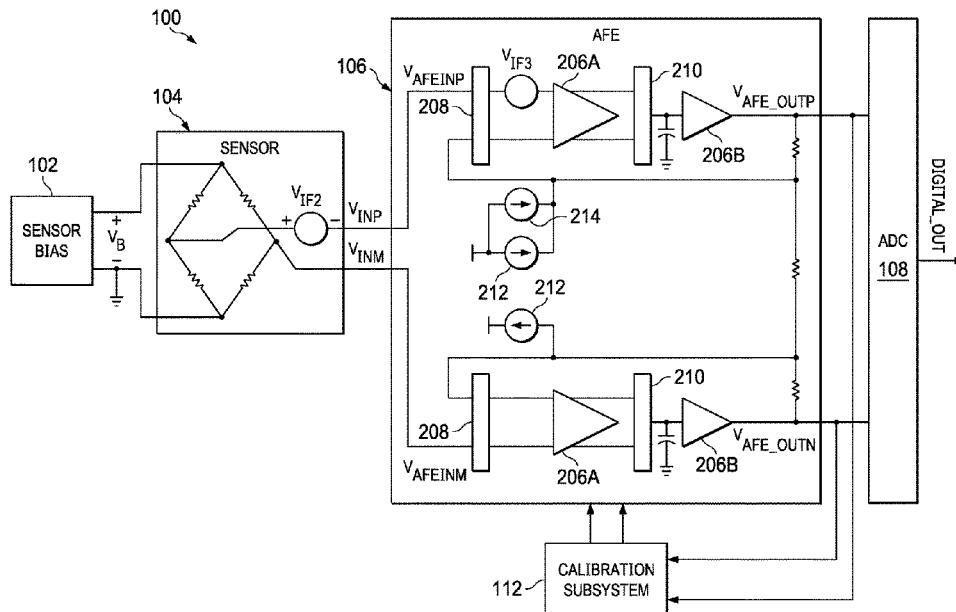 100
102
SENSOR
BIAS
+
V_B
−
104
SENSOR
V_IF2
+
−
V_INP
V_INM
106
AFE
V_AFEINP
V_IF3
206A
210
208
206B
V_AFE_OUTP
214
212
212
210
208
206A
206B
V_AFEINM
V_AFE_OUTN
ADC
108
DIGITAL_OUT
112
CALIBRATION
SUBSYSTEM